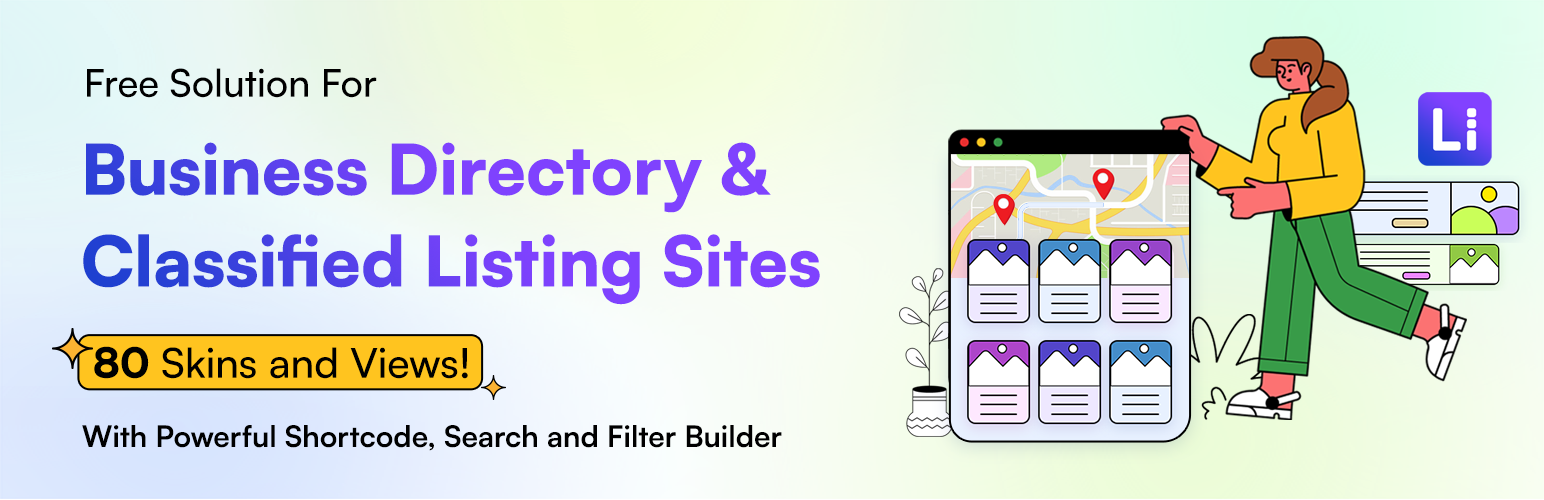 Free Solution For
Business Directory &
Classified Listing Sites
80 Skins and Views!
With Powerful Shortcode, Search and Filter Builder
Li